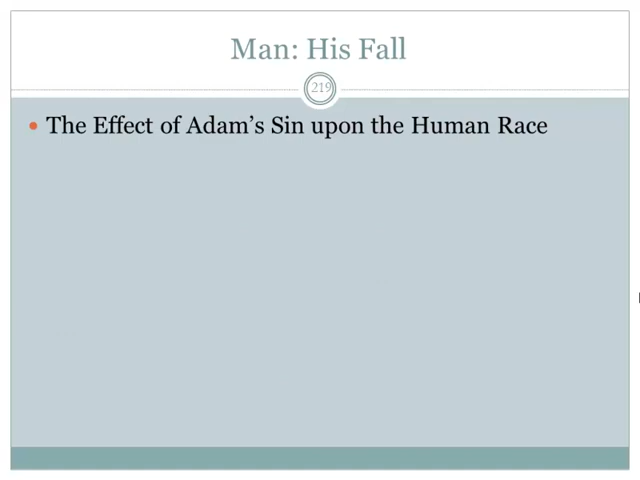 Man: His Fall
219
• The Effect of Adam's Sin upon the Human Race